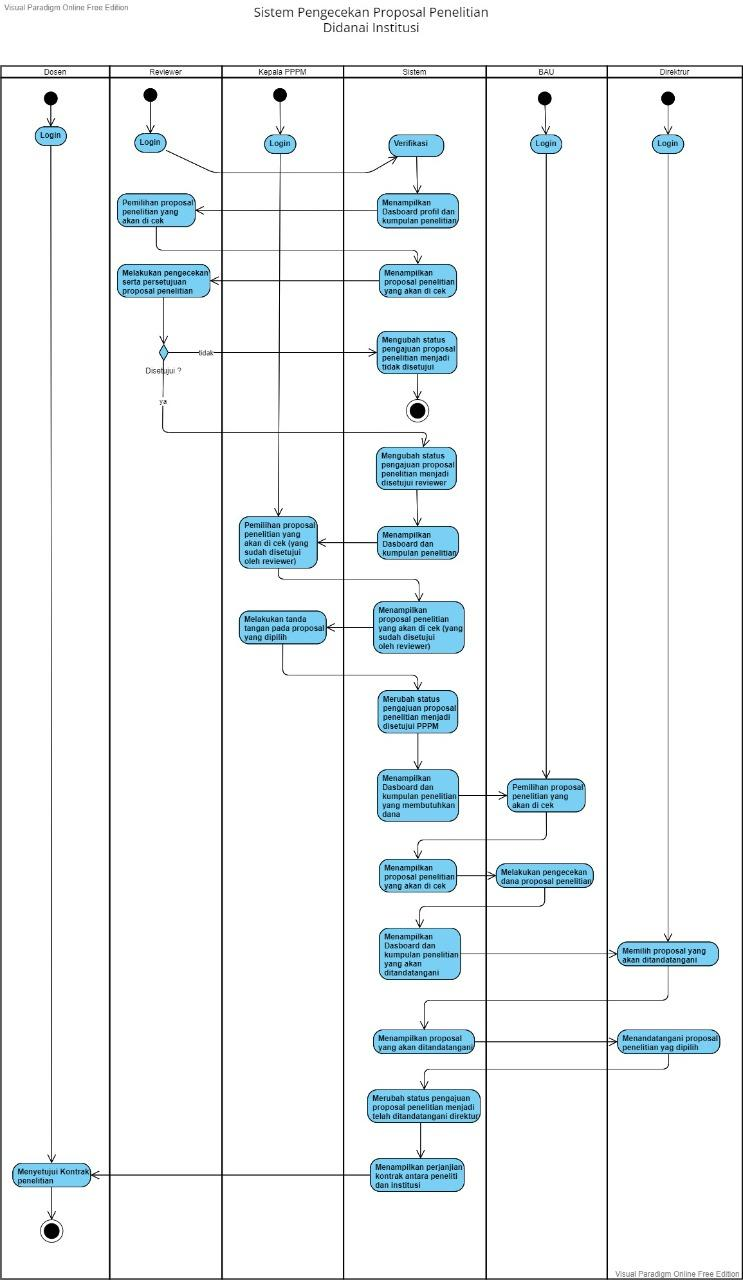 Visual Paradigm Online Free Edition
Sistem Pengecekan Proposal Penelitian
Didanai Institusi
Dosen
Reviewer
Kepala PPPM
Sistem
BAU
Direktrur
Login
Login
Login
Verifikasi
Login
Login
Pemilihan proposal
penelitian yang
akan di cek
Menampilkan
Dasboard profil dan
kumpulan penelitian
Melakukan pengecekan
serta persetujuan
proposal penelitian
Menampilkan
proposal penelitian
yang akan di cek
tidak
Disetujui ?
Mengubah status
pengajuan proposal
penelitian menjadi
tidak disetujui
ya
Mengubah status
pengajuan proposal
penelitian menjadi
disetujui reviewer
Pemilihan proposal
penelitian yang
akan di cek (yang
sudah disetujui
oleh reviewer)
Menampilkan
Dasboard dan
kumpulan penelitian
Melakukan tanda
tangan pada proposal
yang dipilih
Menampilkan
proposal penelitian
yang akan di cek (yang
sudah disetujui
oleh reviewer)
Merubah status
pengajuan proposal
penelitian menjadi
disetujui PPPM
Menampilkan
Dasboard dan
kumpulan penelitian
yang membutuhkan
dana
Pemilihan proposal
penelitian yang
akan di cek
Menampilkan
proposal penelitian
yang akan di cek
Melakukan pengecekan
dana proposal penelitian
Menampilkan
Dasboard dan
kumpulan penelitian
yang akan
ditandatangani
Memilih proposal yang
akan ditandatangani
Menampilkan proposal
yang akan ditandatangani
Menandatangani proposal
penelitian yag dipilih
Merubah status pengajuan
proposal penelitian menjadi
telah ditandatangani direktur
Menyetujui Kontrak
penelitian
Menampilkan perjanjian
kontrak antara peneliti
dan institusi
Visual Paradigm Online Free Edition